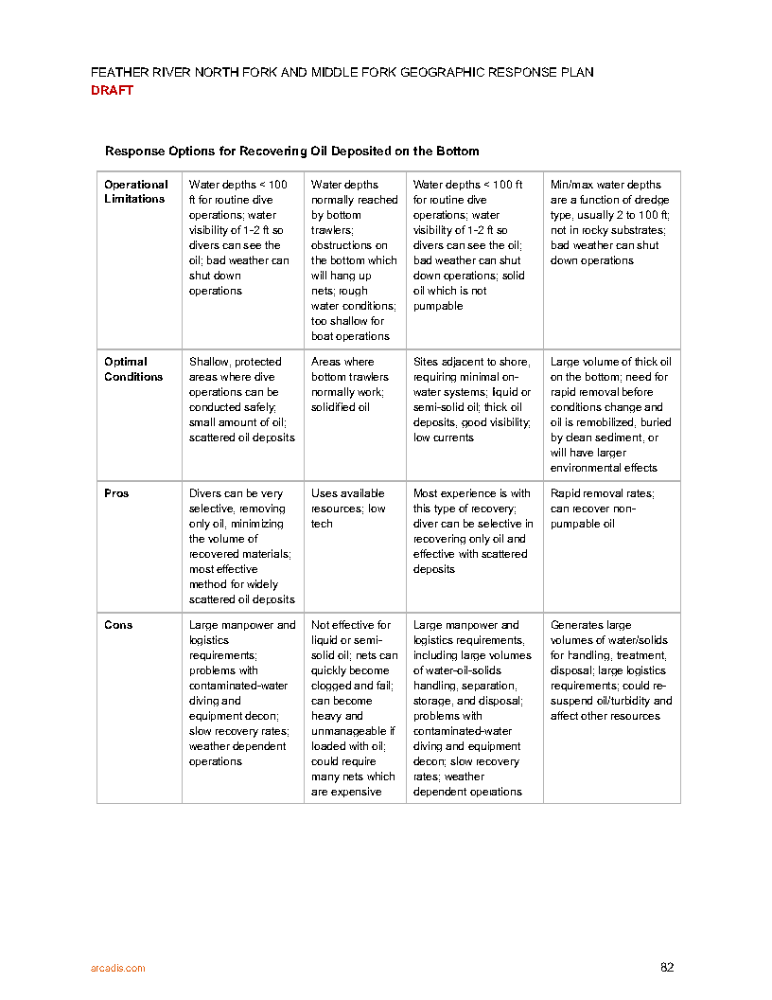 FEATHER RIVER NORTH FORK AND MIDDLE FORK GEOGRAPHIC RESPONSE PLAN
DRAFT
Response Options for Recovering Oil Deposited on the Bottom
Operational
Limitations
Water depths < 100
ft for routine dive
operations; water
visibility of 1-2 ft so
divers can see the
oil; bad weather can
shut down
operations
Water depths
normally reached
by bottom
trawlers;
obstructions on
the bottom which
will hang up
nets; rough
water conditions;
too shallow for
boat operations
Water depths < 100 ft
for routine dive
operations; water
visibility of 1-2 ft so
divers can see the oil;
bad weather can shut
down operations; solid
oil which is not
pumpable
Min/max water depths
are a function of dredge
type, usually 2 to 100 ft;
not in rocky substrates;
bad weather can shut
down operations
Optimal
Conditions
Shallow, protected
areas where dive
operations can be
conducted safely;
small amount of oil;
scattered oil deposits
Areas where
bottom trawlers
normally work;
solidified oil
Sites adjacent to shore,
requiring minimal on-
water systems; liquid or
semi-solid oil; thick oil
deposits, good visibility;
low currents
Large volume of thick oil
on the bottom; need for
rapid removal before
conditions change and
oil is remobilized, buried
by clean sediment, or
will have larger
environmental effects
Pros
Divers can be very
selective, removing
only oil, minimizing
the volume of
recovered materials;
most effective
method for widely
scattered oil deposits
Uses available
resources; low
tech
Most experience is with
this type of recovery;
diver can be selective in
recovering only oil and
effective with scattered
deposits
Rapid removal rates;
can recover non-
pumpable oil
Cons
Large manpower and
logistics
requirements;
problems with
contaminated-water
diving and
equipment decon;
slow recovery rates;
weather dependent
operations
Not effective for
liquid or semi-
solid oil; nets can
quickly become
clogged and fail;
can become
heavy and
unmanageable if
loaded with oil;
could require
many nets which
are expensive
Large manpower and
logistics requirements,
including large volumes
of water-oil-solids
handling, separation,
storage, and disposal;
problems with
contaminated-water
diving and equipment
decon; slow recovery
rates; weather
dependent operations
Generates large
volumes of water/solids
for handling, treatment,
disposal; large logistics
requirements; could re-
suspend oil/turbidity and
affect other resources
arcadis.com
82